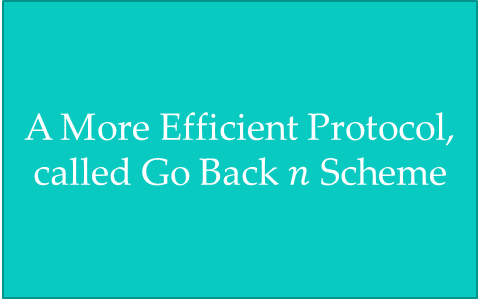 A More Efficient Protocol,
called Go Back n Scheme